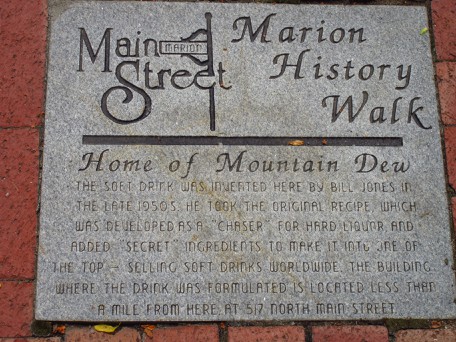 Main
MARION
Street
Marion
History
Walk
Home of Mountain Dew
THE SOFT DRINK WAS INVENTED HERE BY BILL JONES IN
THE LATE 1950'S. HE TOOK THE ORIGINAL RECIPE WHICH
WAS DEVELOPED AS A "CHASER" FOR HARD LIQUOR AND
ADDED "SECRET" INGREDIENTS TO MAKE IT INTO ONE OF
THE TOP - SELLING SOFT DRINKS WORLDWIDE. THE BUILDING
WHERE THE DRINK WAS FORMULATED IS LOCATED LESS THAN
A MILE FROM HERE AT 517 NORTH MAIN STREET.